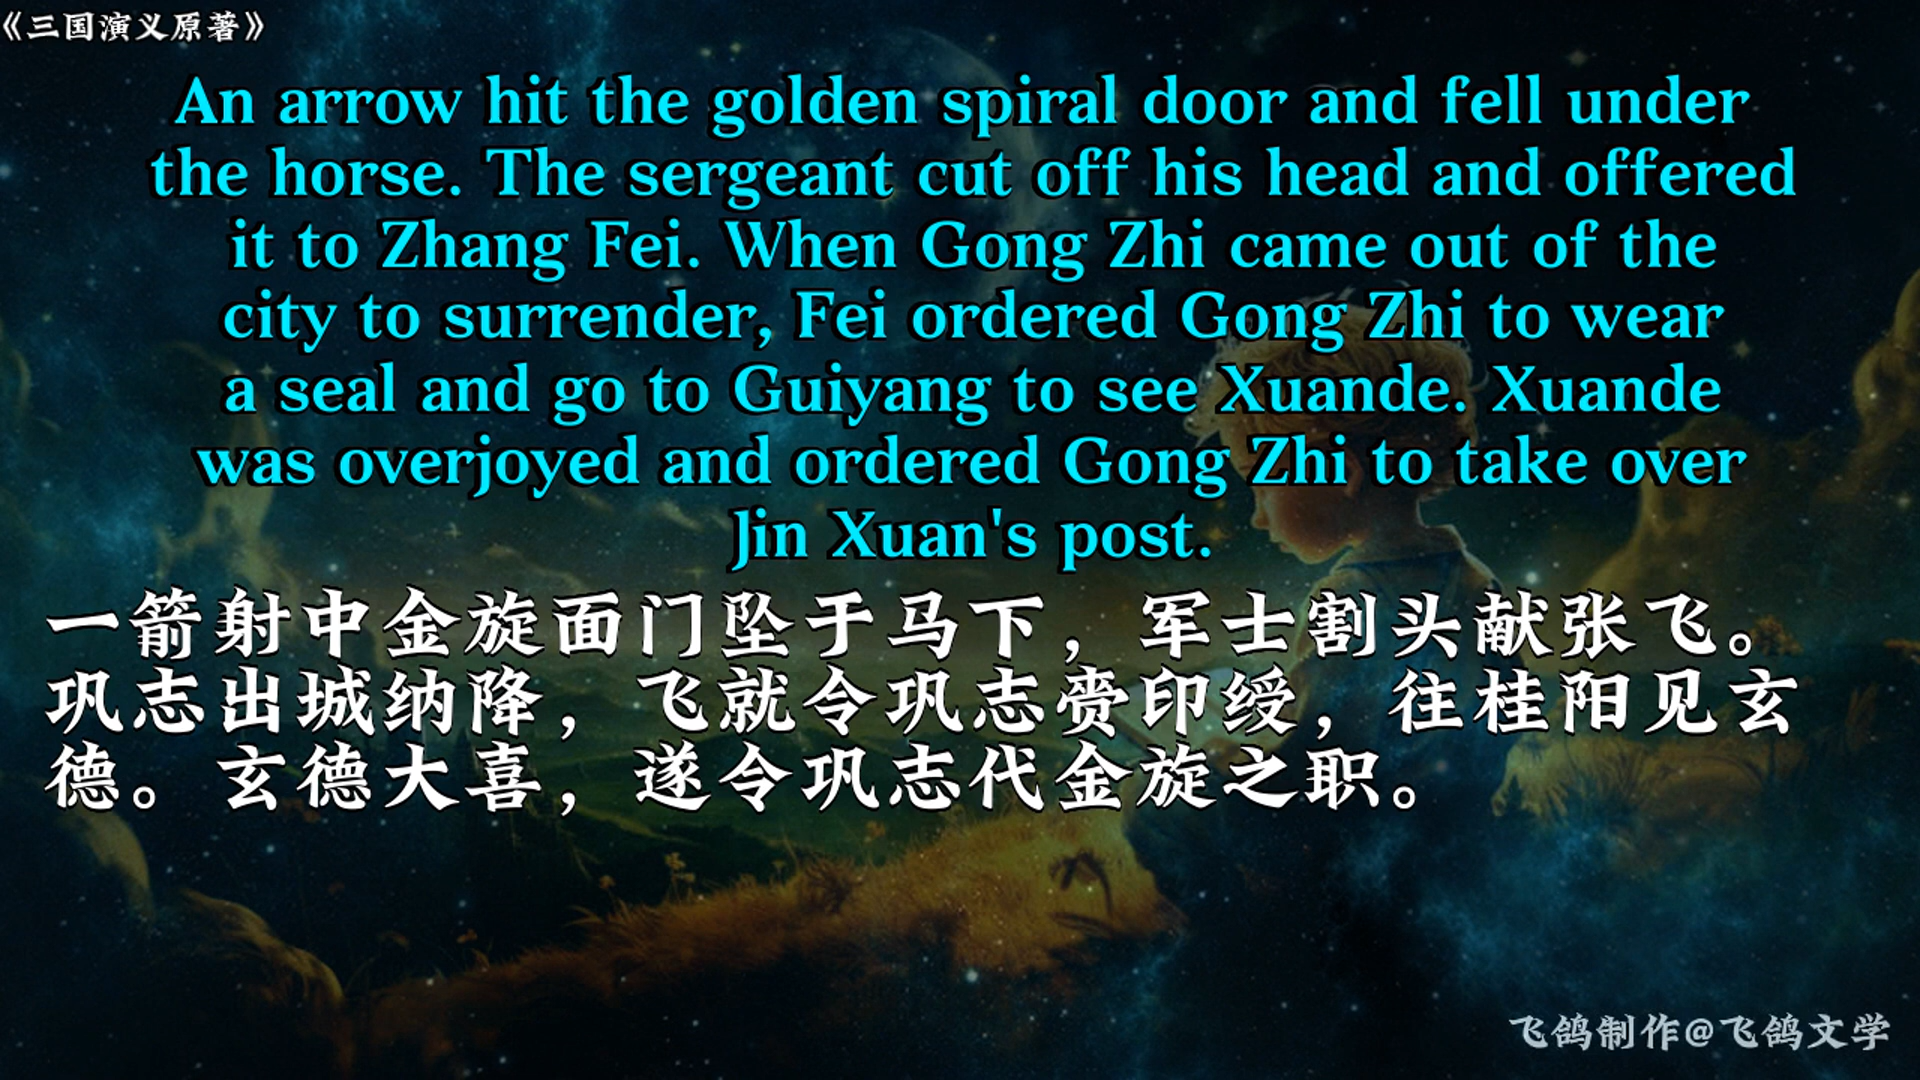 《三国演义原著》
An arrow hit the golden spiral door and fell under
the horse. The sergeant cut off his head and offered
it to Zhang Fei. When Gong Zhi came out of the
city to surrender, Fei ordered Gong Zhi to wear
a seal and go to Guiyang to see Xuande. Xuande
was overjoyed and ordered Gong Zhi to take over
Jin Xuan's post.
一箭射中金旋面门坠于马下，军士割头献张飞。
巩志出城纳降，飞就令巩志赍印绶，往桂阳见玄
德。玄德大喜，遂令巩志代金旋之职。
飞鸽制作@飞鸽文学